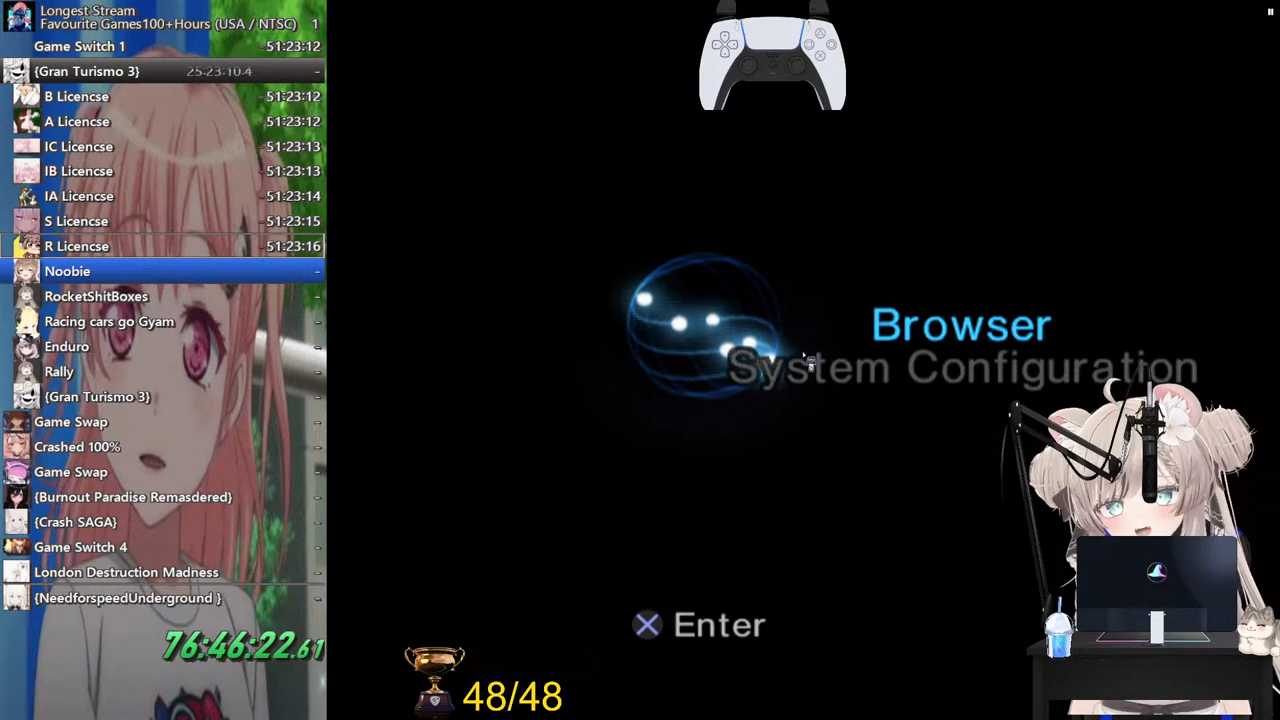 Longest Stream
Favourite Games100+Hours (USA / NTSC) 1
Game Switch 1 -51:23:12
{Gran Turismo 3} 25:23:10.4 -
B Licencse -51:23:12
A Licencse -51:23:12
IC Licencse -51:23:13
IB Licencse -51:23:13
IA Licencse -51:23:14
S Licencse -51:23:15
R Licencse -51:23:16
Noobie -
RocketShitBoxes -
Racing cars go Gyam -
Enduro -
Rally -
{Gran Turismo 3} -
Game Swap -
Crashed 100% -
Game Swap -
{Burnout Paradise Remasdered} -
{Crash SAGA} -
Game Switch 4 -
London Destruction Madness -
{NeedforspeedUnderground } -
76:46:22.61
Browser
System Configuration
Enter
48/48